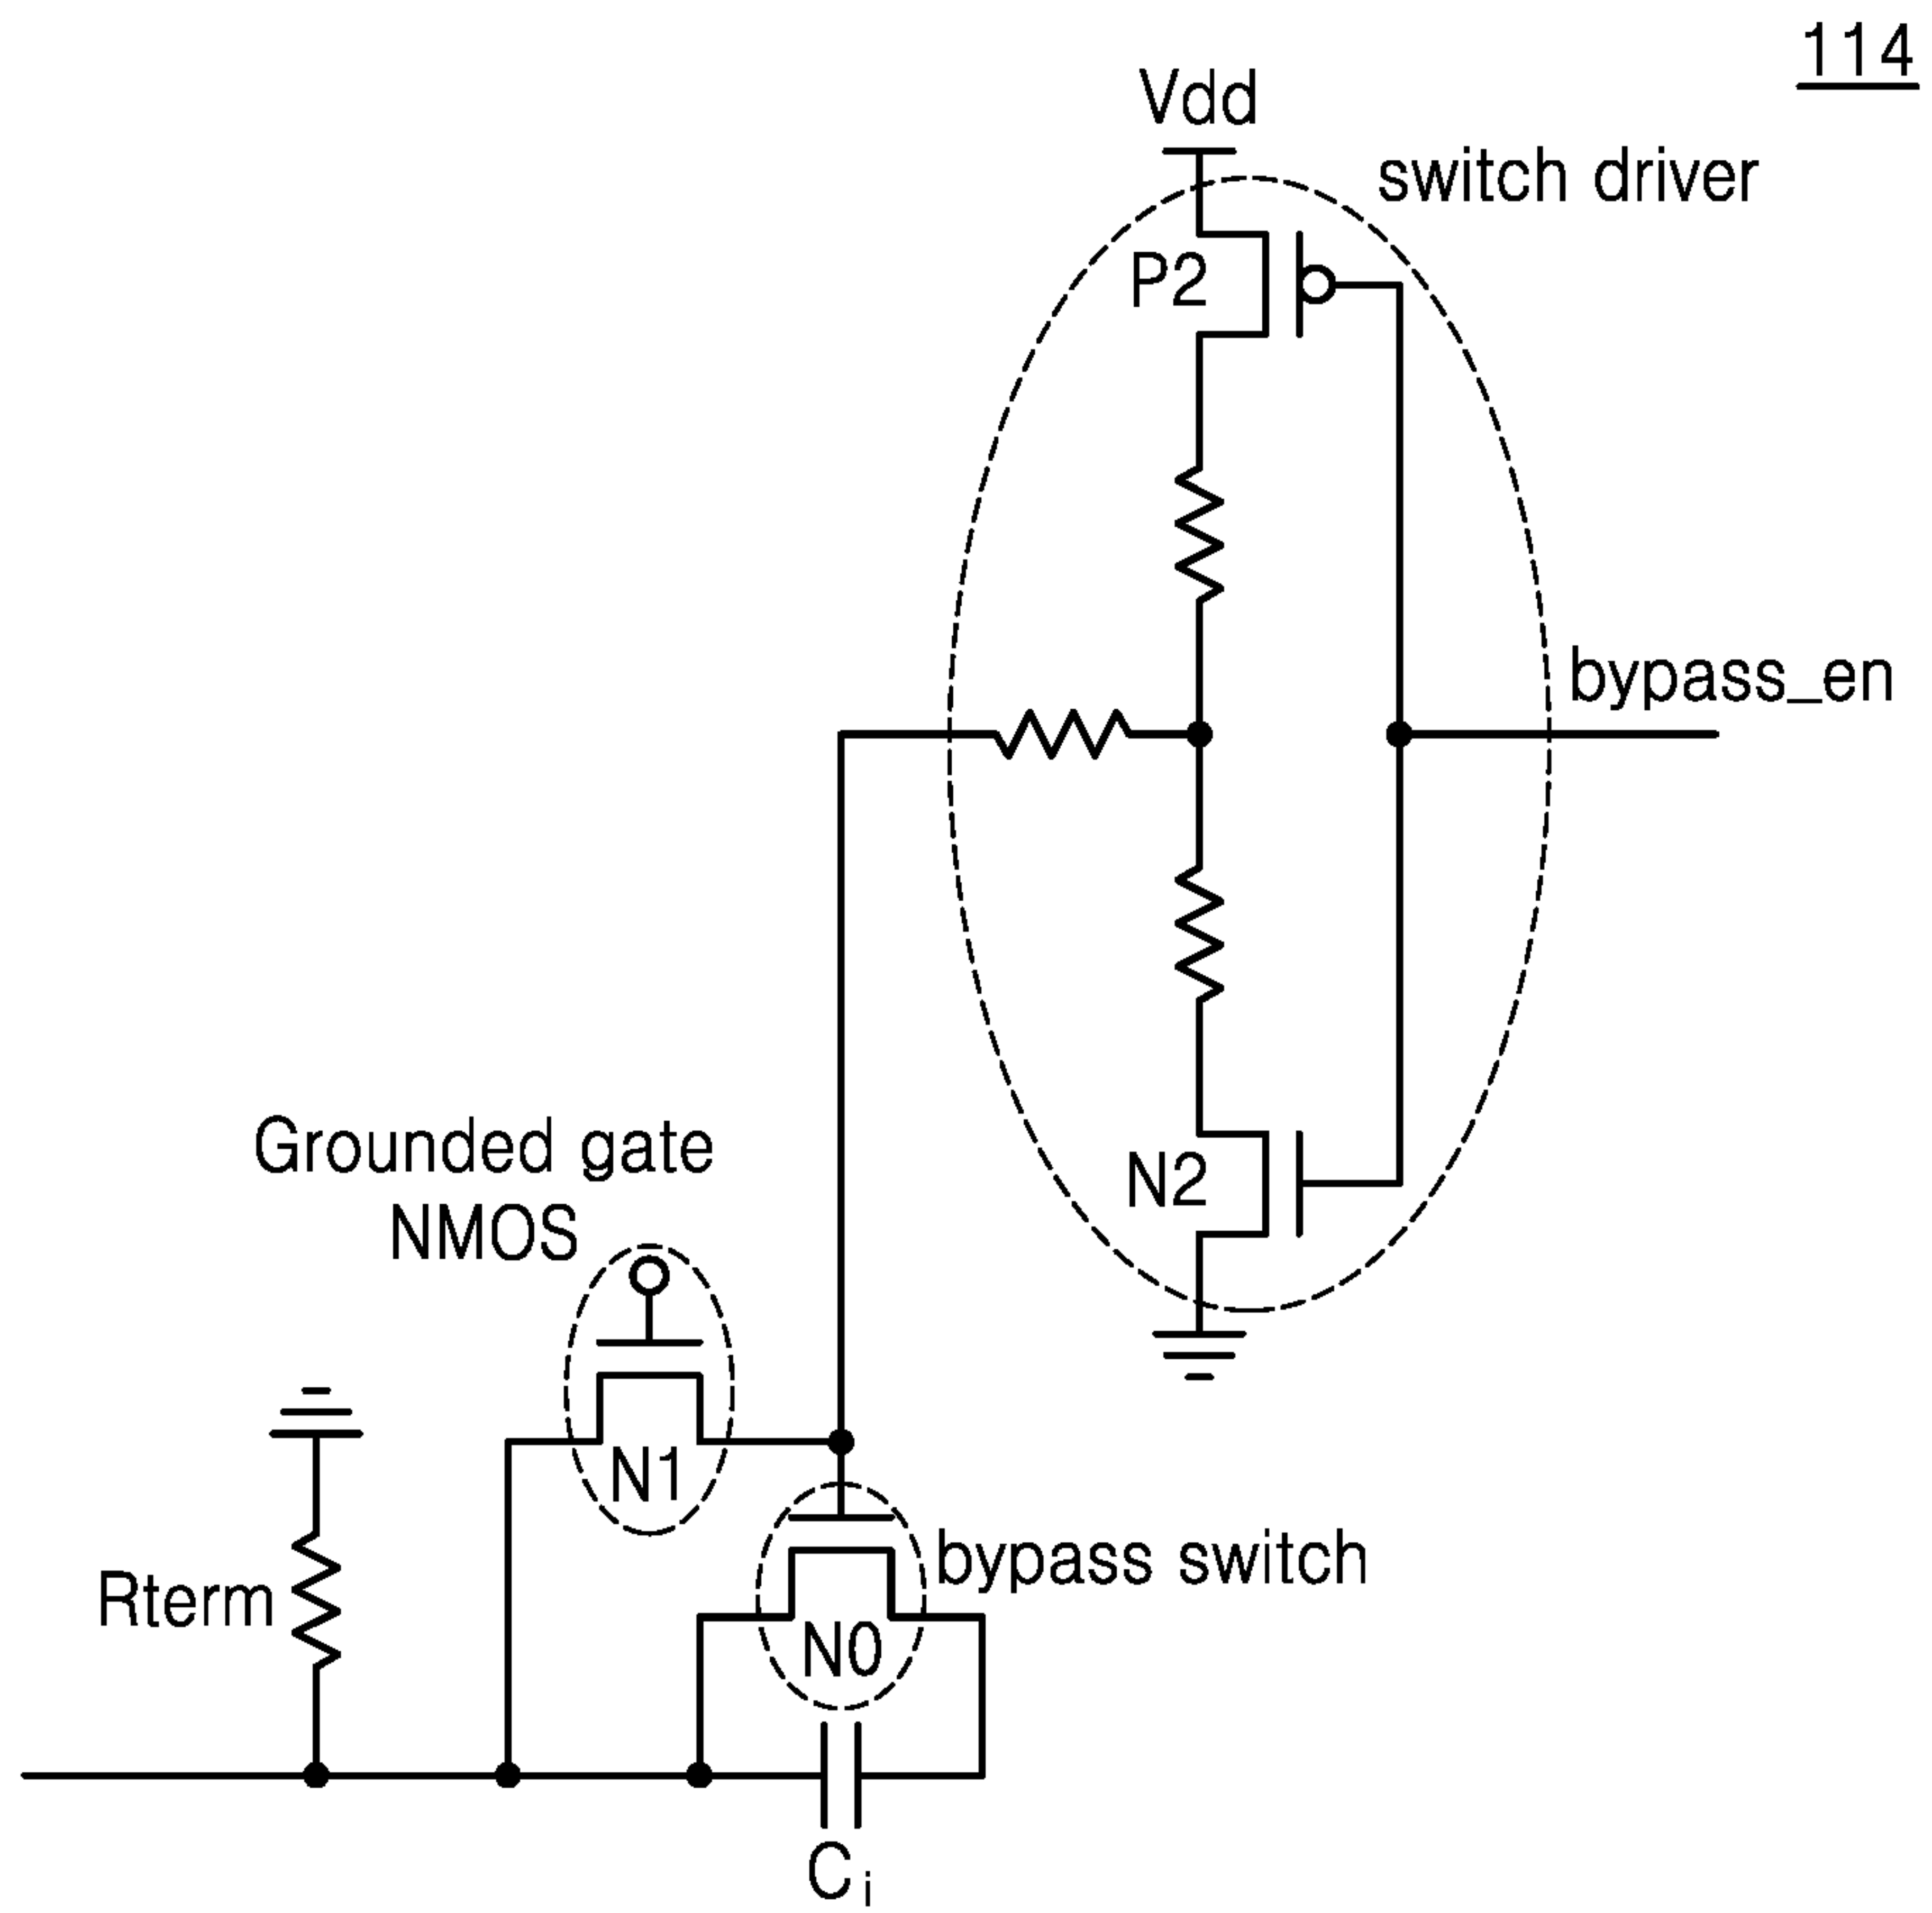 114
Vdd
switch driver
P2
bypass_en
Grounded gate
NMOS
N2
N1
Rterm
bypass switch
N0
Ci